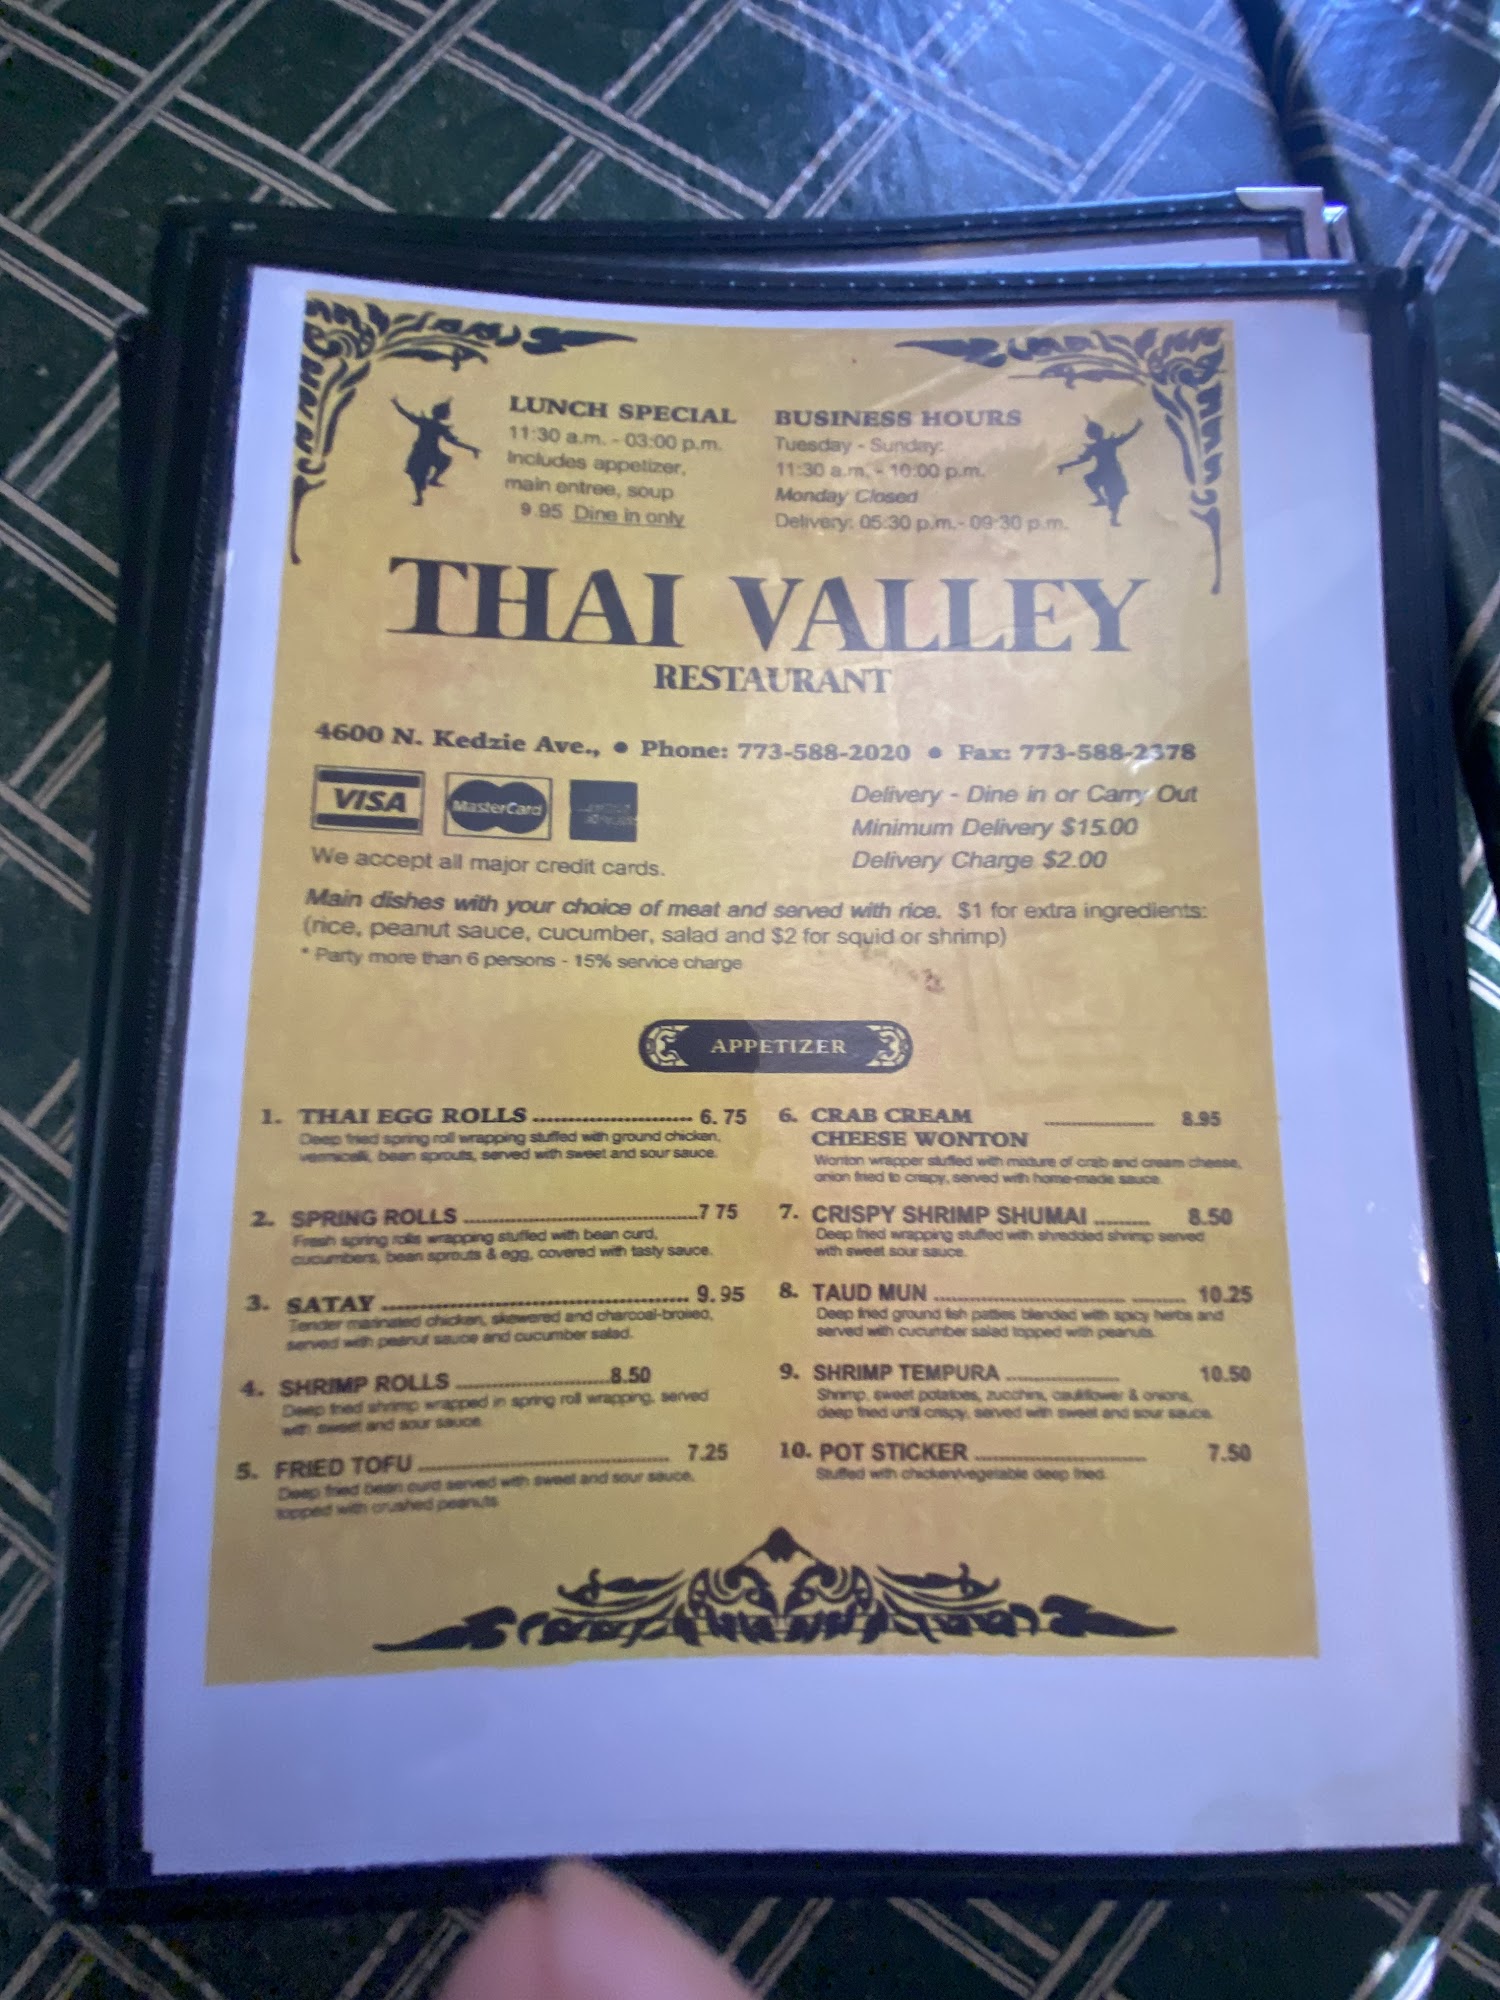 LUNCH SPECIAL
11:30 a.m. - 03:00 p.m.
Includes appetizer,
main entree, soup
9.95 Dine in only
BUSINESS HOURS
Tuesday - Sunday:
11:30 a.m. - 10:00 p.m.
Monday Closed
Delivery: 05:30 p.m.- 09:30 p.m.
THAI VALLEY
RESTAURANT
4600 N. Kedzie Ave., • Phone: 773-588-2020 • Fax: 773-588-2378
VISA
MasterCard
We accept all major credit cards.
Delivery - Dine in or Carry Out
Minimum Delivery $15.00
Delivery Charge $2.00
Main dishes with your choice of meat and served with rice. $1 for extra ingredients:
(rice, peanut sauce, cucumber, salad and $2 for squid or shrimp)
* Party more than 6 persons - 15% service charge
APPETIZER
1. THAI EGG ROLLS ........................... 6. 75
Deep fried spring roll wrapping stuffed with ground chicken,
vermicelli, bean sprouts, served with sweet and sour sauce.
2. SPRING ROLLS ........................................7 75
Fresh spring rolls wrapping stuffed with bean curd,
cucumbers, bean sprouts & egg, covered with tasty sauce.
3. SATAY .................................................. 9. 95
Tender marinated chicken, skewered and charcoal-broiled,
served with peanut sauce and cucumber salad.
4. SHRIMP ROLLS .........................8.50
Deep fried shrimp wrapped in spring roll wrapping, served
with sweet and sour sauce.
5. FRIED TOFU ......................................... 7.25
Deep fried bean curd served with sweet and sour sauce,
topped with crushed peanuts.
6. CRAB CREAM .................. 8.95
CHEESE WONTON
Wonton wrapper stuffed with mixture of crab and cream cheese,
onion fried to crispy, served with home-made sauce.
7. CRISPY SHRIMP SHUMAI ......... 8.50
Deep fried wrapping stuffed with shredded shrimp served
with sweet sour sauce.
8. TAUD MUN ............................... ........ 10.25
Deep fried ground fish patties blended with spicy herbs and
served with cucumber salad topped with peanuts.
9. SHRIMP TEMPURA ....................... 10.50
Shrimp, sweet potatoes, zucchini, cauliflower & onions,
deep fried until crispy, served with sweet and sour sauce.
10. POT STICKER ............................ 7.50
Stuffed with chicken/vegetable deep fried.